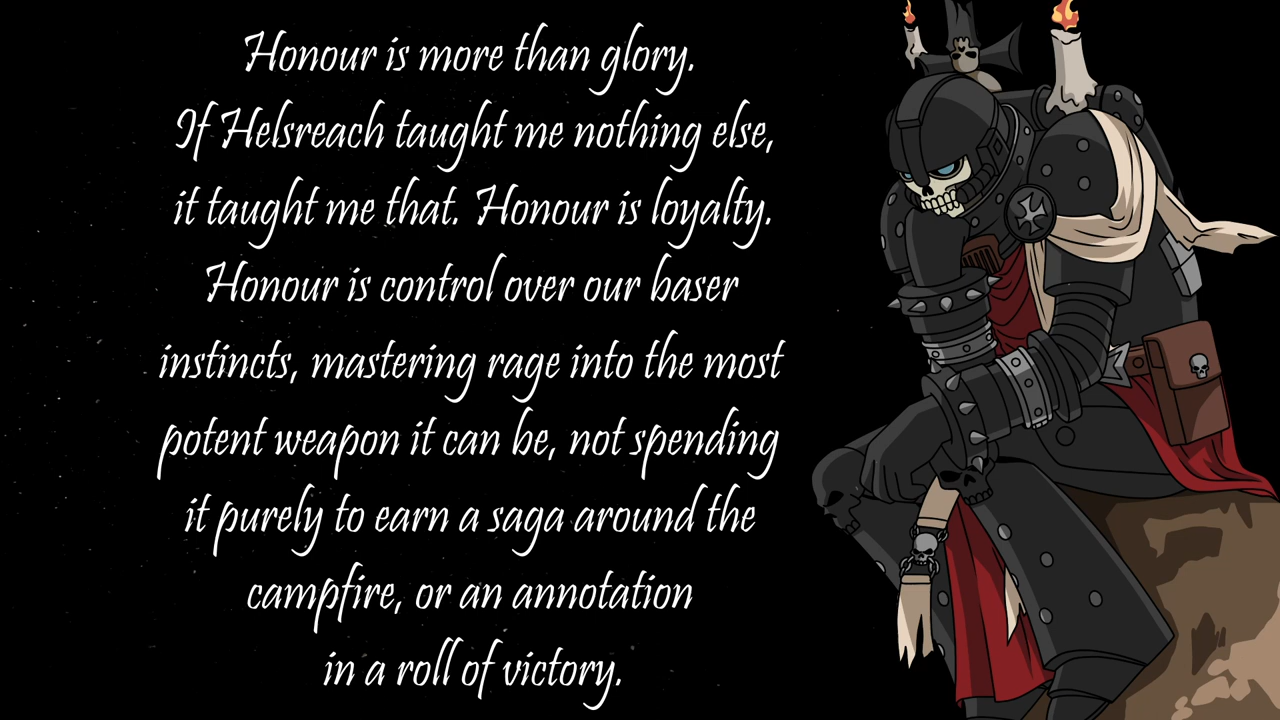 Honour is more than glory.
If Helsreach taught me nothing else,
it taught me that. Honour is loyalty.
Honour is control over our baser
instincts, mastering rage into the most
potent weapon it can be, not spending
it purely to earn a saga around the
campfire, or an annotation
in a roll of victory.